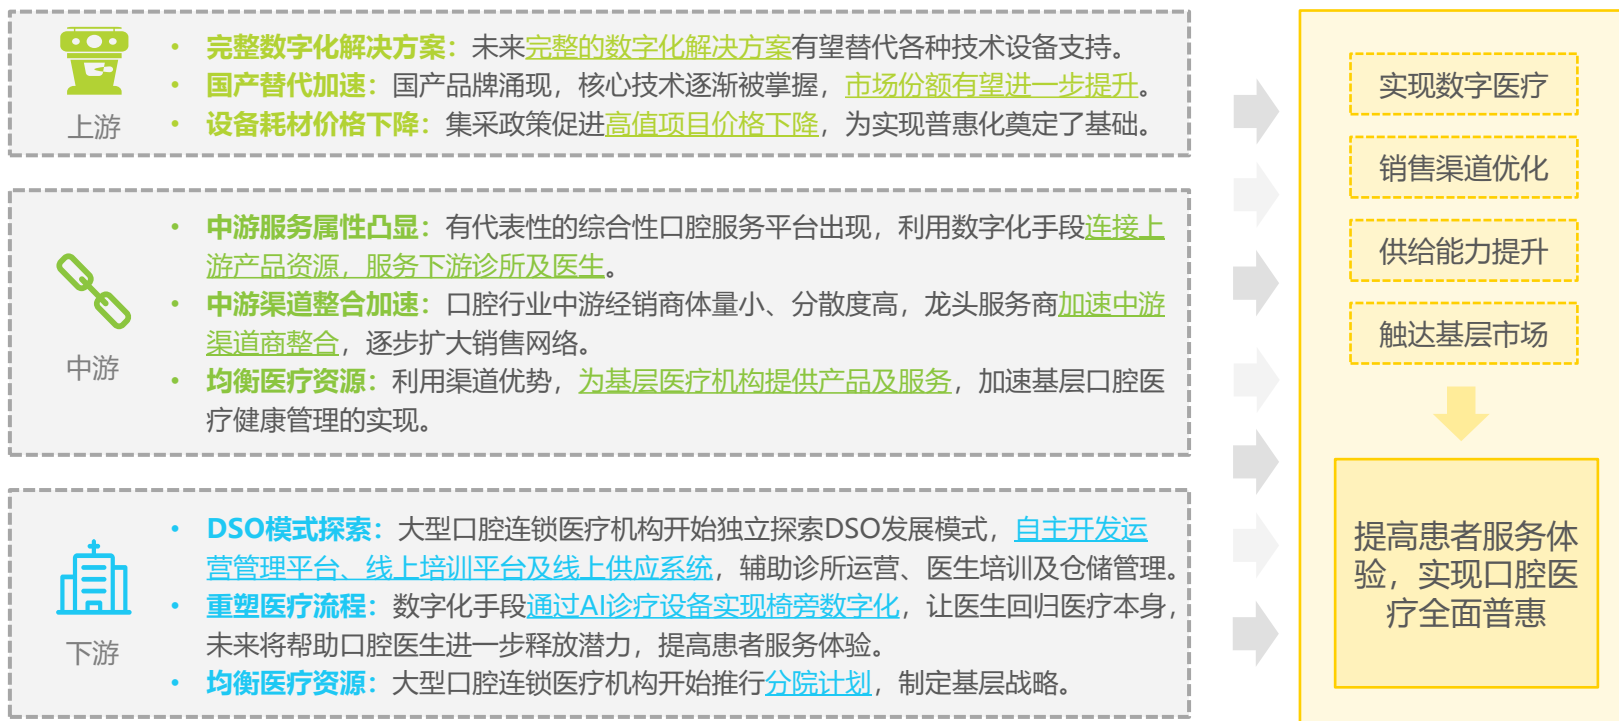 • 完整数字化解决方案：未来完整的数字化解决方案有望替代各种技术设备支持。
• 国产替代加速：国产品牌涌现，核心技术逐渐被掌握，市场份额有望进一步提升。
• 设备耗材价格下降：集采政策促进高值项目价格下降，为实现普惠化奠定了基础。
上游
• 中游服务属性凸显：有代表性的综合性口腔服务平台出现，利用数字化手段连接上
游产品资源，服务下游诊所及医生。
• 中游渠道整合加速：口腔行业中游经销商体量小、分散度高，龙头服务商加速中游
渠道商整合，逐步扩大销售网络。
• 均衡医疗资源：利用渠道优势，为基层医疗机构提供产品及服务，加速基层口腔医
疗健康管理的实现。
中游
• DSO模式探索：大型口腔连锁医疗机构开始独立探索DSO发展模式，自主开发运
营管理平台、线上培训平台及线上供应系统，辅助诊所运营、医生培训及仓储管理。
• 重塑医疗流程：数字化手段通过AI诊疗设备实现椅旁数字化，让医生回归医疗本身，
未来将帮助口腔医生进一步释放潜力，提高患者服务体验。
• 均衡医疗资源：大型口腔连锁医疗机构开始推行分院计划，制定基层战略。
下游
实现数字医疗
销售渠道优化
供给能力提升
触达基层市场
提高患者服务体
验，实现口腔医
疗全面普惠